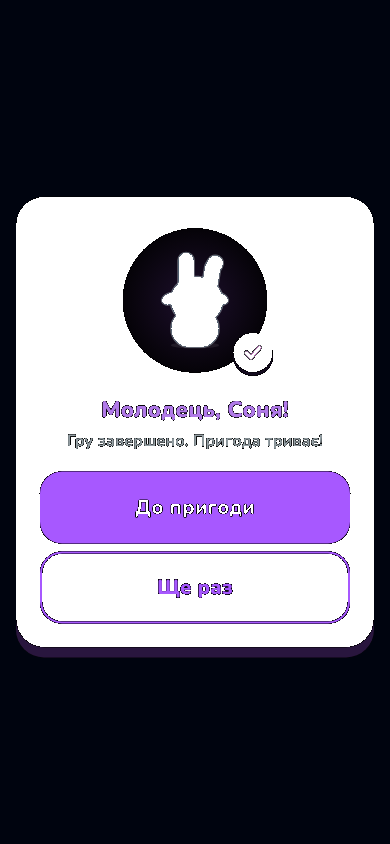 Молодець, Соня!
Гру завершено. Пригода триває!
До пригоди
Ще раз